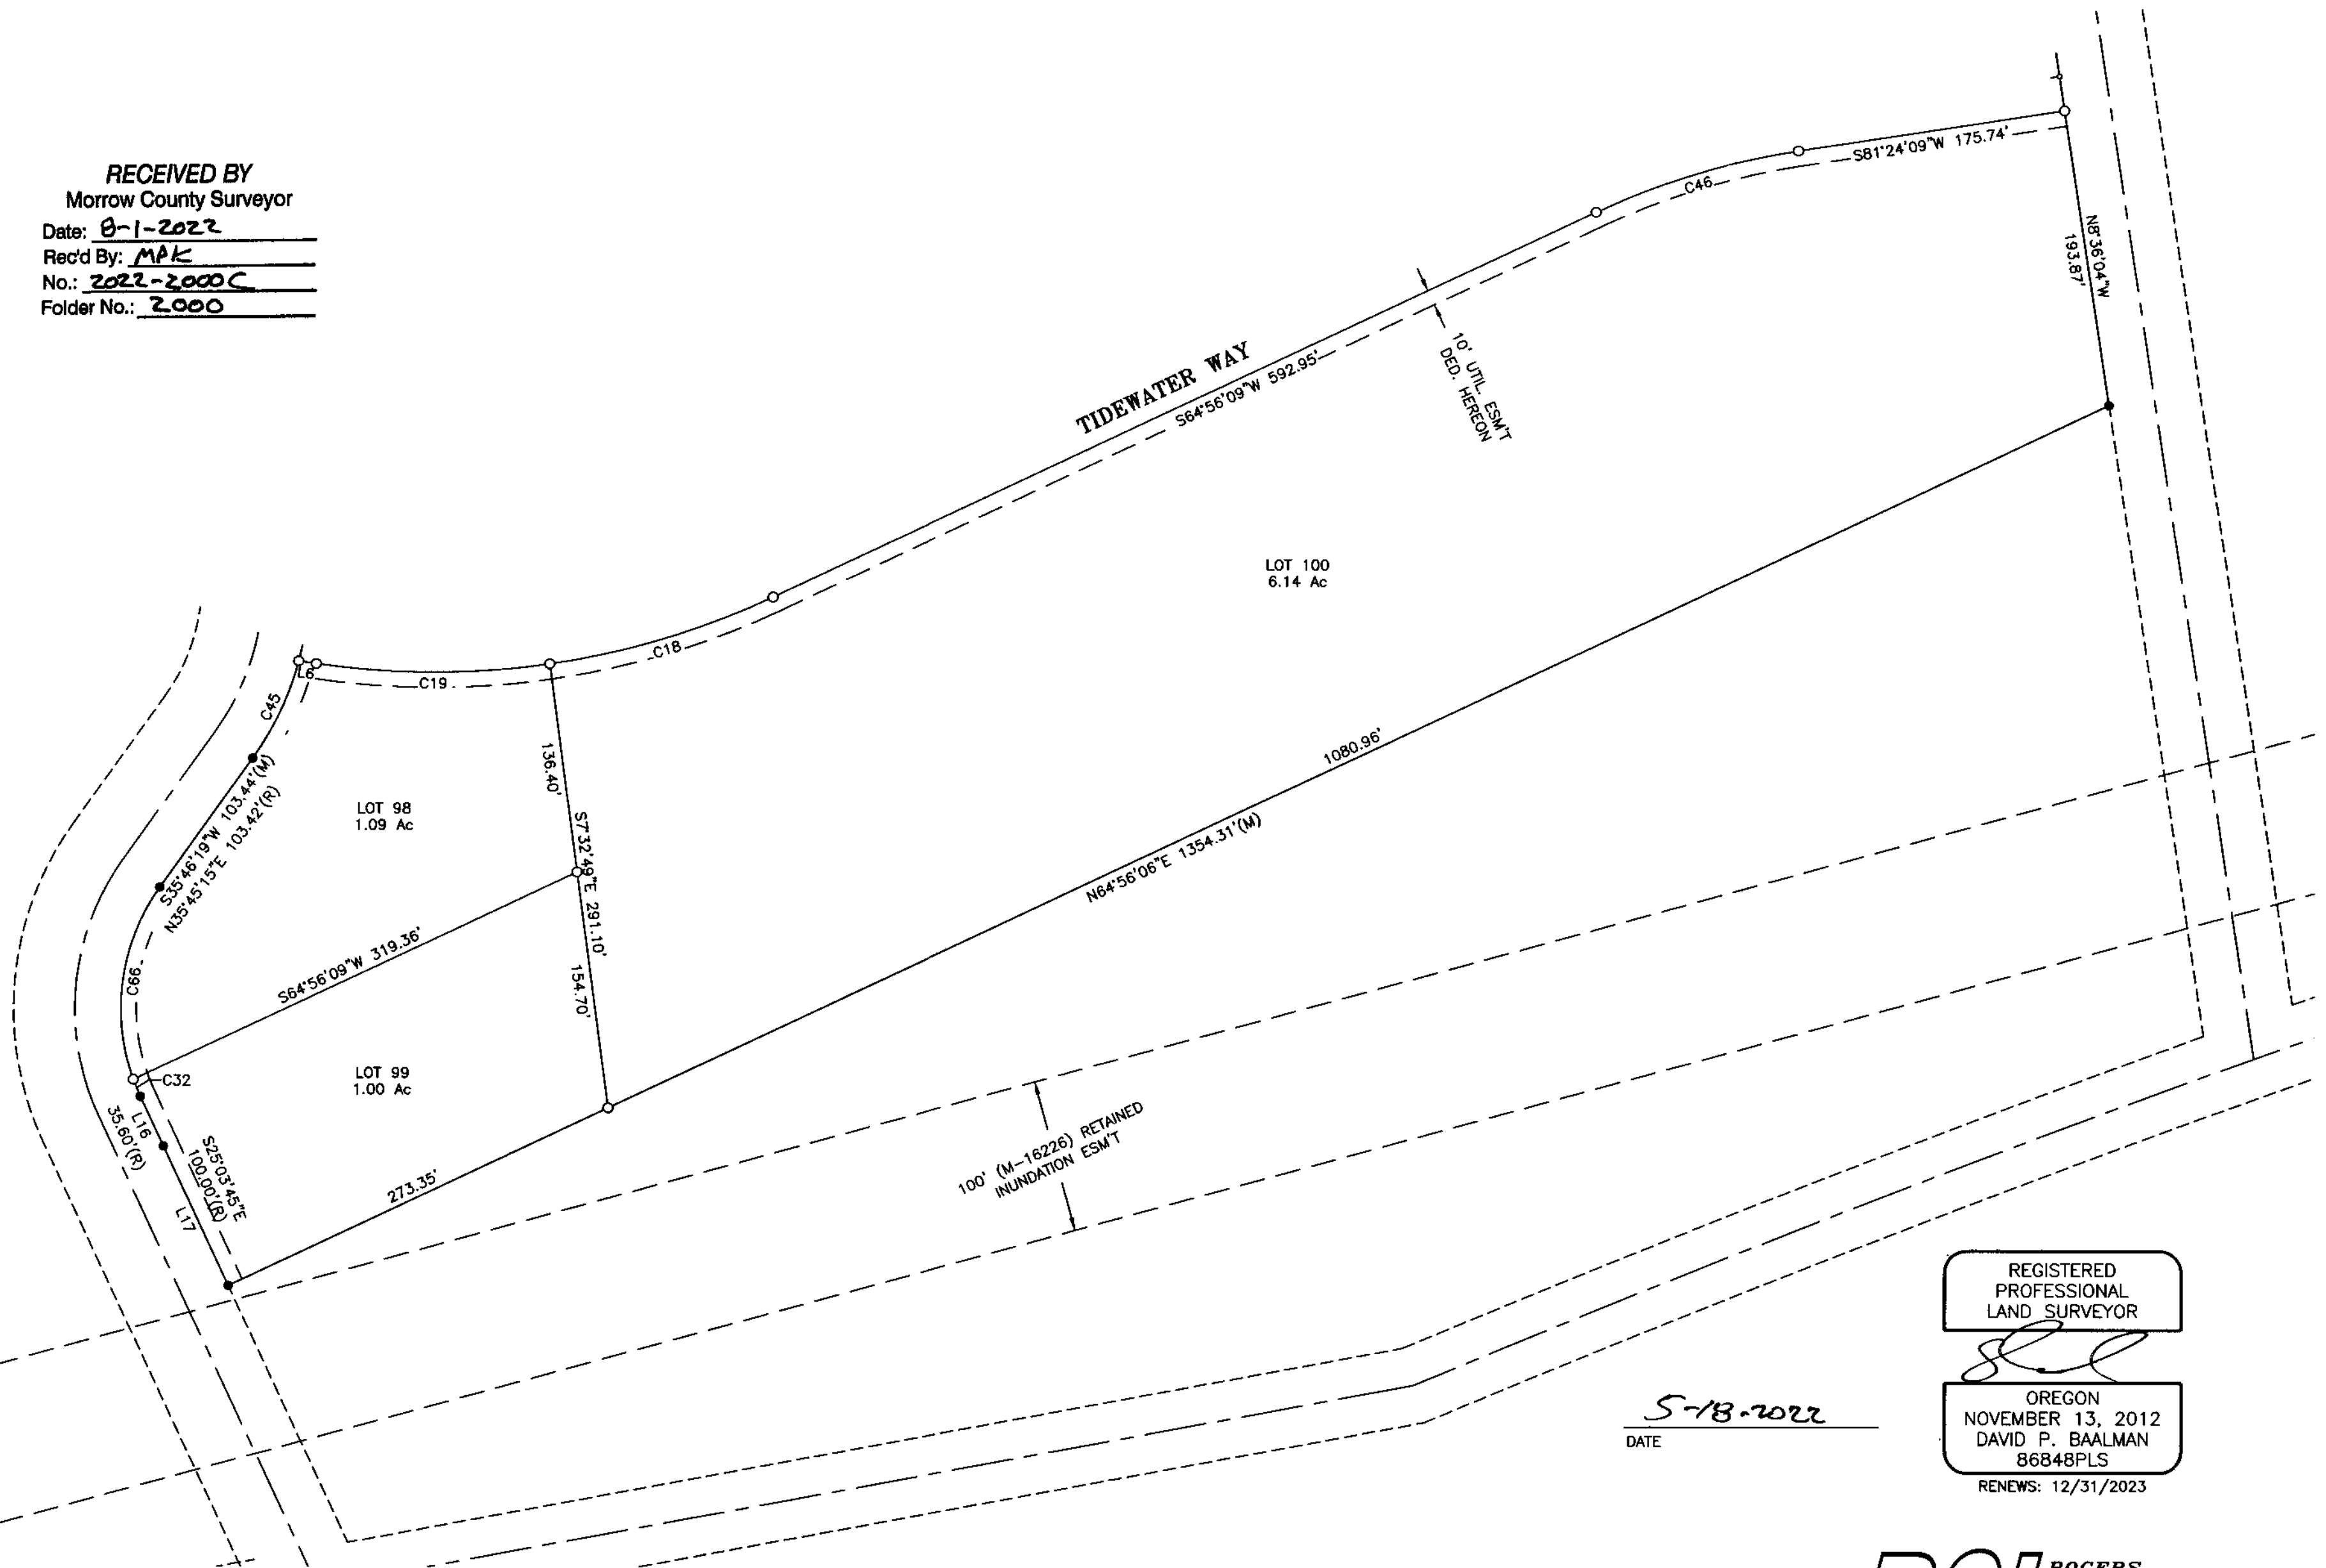 RECEIVED BY
Morrow County Surveyor
Date: 8-1-2022
Rec'd By: MPK
No.: 2022-2000C
Folder No.: 2000
S81°24'09"W 175.74'
C46
N8°36'04"W
193.87'
10' UTIL. ESM'T
DED. HEREON
TIDEWATER WAY
S64°56'09"W 592.95'
LOT 100
6.14 Ac
C18
L6
C19
C45
136.40'
S7°32'49"E 291.10'
154.70'
1080.96'
N64°56'06"E 1354.31'(M)
LOT 98
1.09 Ac
S35°46'19"W 103.44'(M)
N35°45'15"E 103.42'(R)
C66
S64°56'09"W 319.36'
LOT 99
1.00 Ac
C32
L16
35.60'(R)
S25°03'45"E
100.00'(R)
L17
273.35'
100' (M-16226) RETAINED
INUNDATION ESM'T
5-18-2022
DATE
REGISTERED
PROFESSIONAL
LAND SURVEYOR
OREGON
NOVEMBER 13, 2012
DAVID P. BAALMAN
86848PLS
RENEWS: 12/31/2023
ROGERS